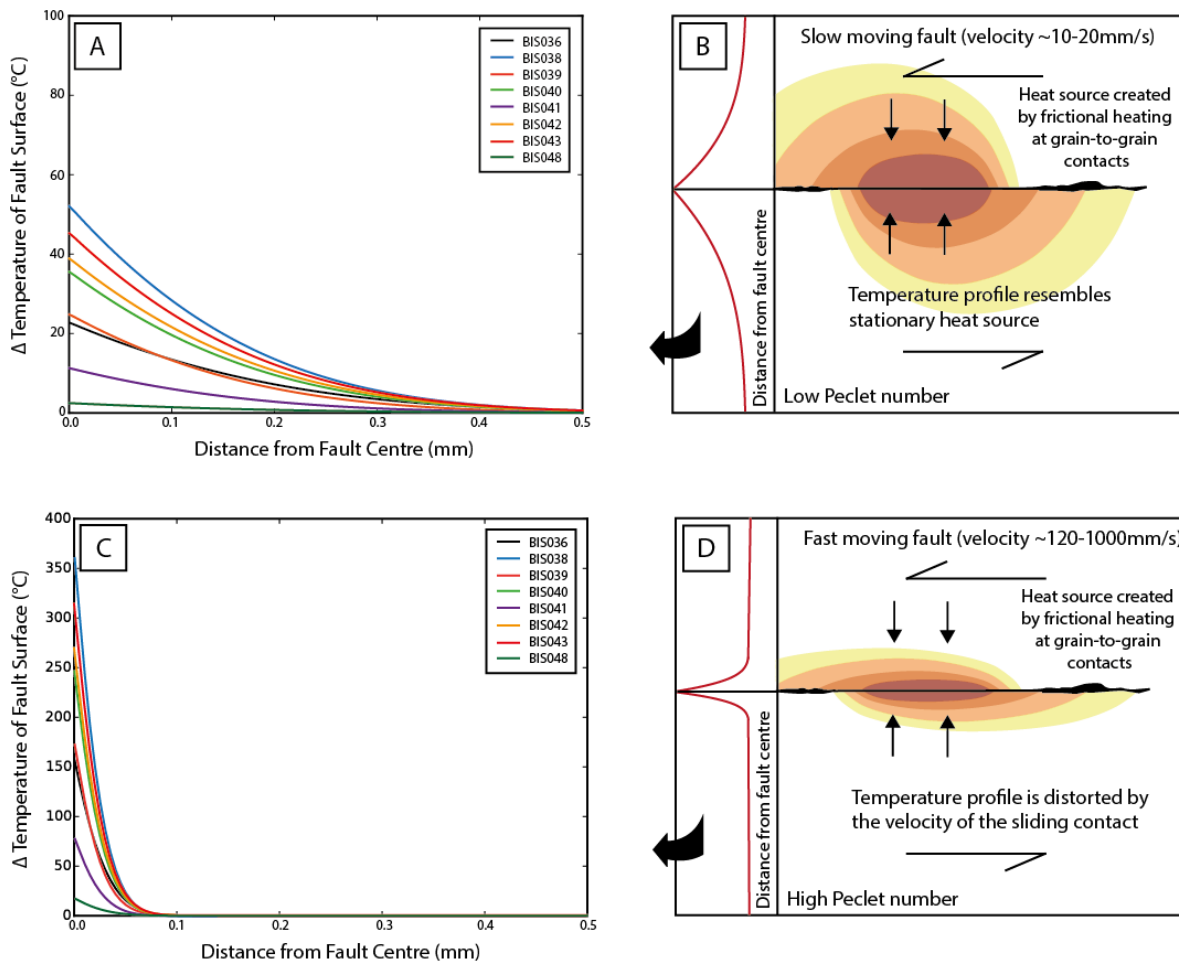 A
Δ Temperature of Fault Surface (°C)
100
80
60
40
20
0
0.0
0.1
0.2
0.3
0.4
0.5
Distance from Fault Centre (mm)
BIS036
BIS038
BIS039
BIS040
BIS041
BIS042
BIS043
BIS048
B
Slow moving fault (velocity ~10-20mm/s)
Heat source created
by frictional heating
at grain-to-grain
contacts
Temperature profile resembles
stationary heat source
Distance from fault centre
Low Peclet number
C
Δ Temperature of Fault Surface (°C)
400
350
300
250
200
150
100
50
0
0.0
0.1
0.2
0.3
0.4
0.5
Distance from Fault Centre (mm)
BIS036
BIS038
BIS039
BIS040
BIS041
BIS042
BIS043
BIS048
D
Fast moving fault (velocity ~120-1000mm/s)
Heat source created
by frictional heating
at grain-to-grain
contacts
Temperature profile is distorted by
the velocity of the sliding contact
Distance from fault centre
High Peclet number